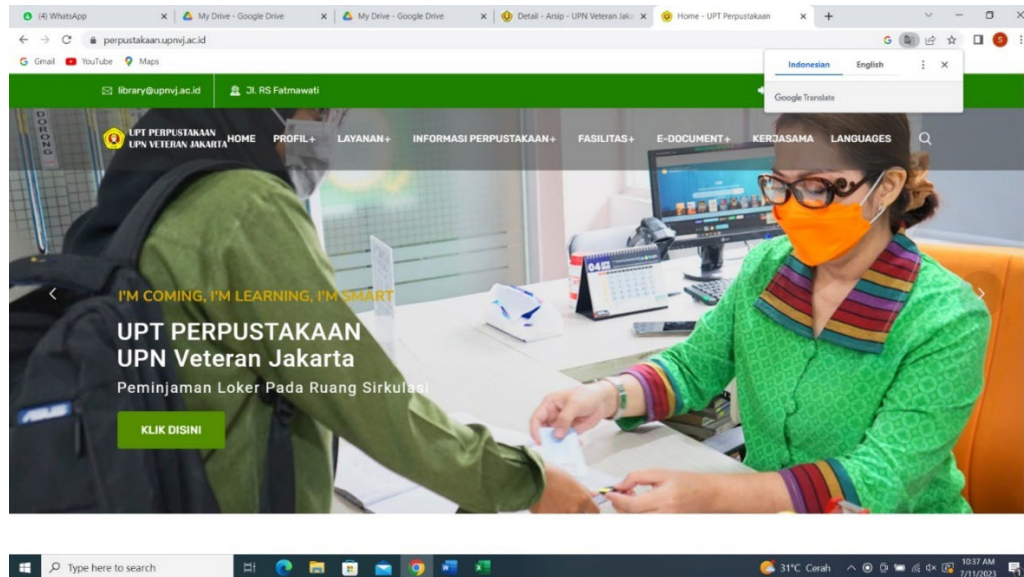 (4) WhatsApp
My Drive - Google Drive
My Drive - Google Drive
Detail - Arsip - UPN Veteran Jaka
Home - UPT Perpustakaan
perpustakaan.upnvj.ac.id
Gmail
YouTube
Maps
Indonesian
English
Google Translate
library@upnvj.ac.id
Jl. RS Fatmawati
DORONG
UPT PERPUSTAKAAN
UPN VETERAN JAKARTA
HOME
PROFIL+
LAYANAN+
INFORMASI PERPUSTAKAAN+
FASILITAS+
E-DOCUMENT+
KERJASAMA
LANGUAGES
04
I'M COMING, I'M LEARNING, I'M SMART
UPT PERPUSTAKAAN
UPN Veteran Jakarta
Peminjaman Loker Pada Ruang Sirkulasi
KLIK DISINI
ASUS
Type here to search
31°C Cerah
10:37 AM
7/11/2023